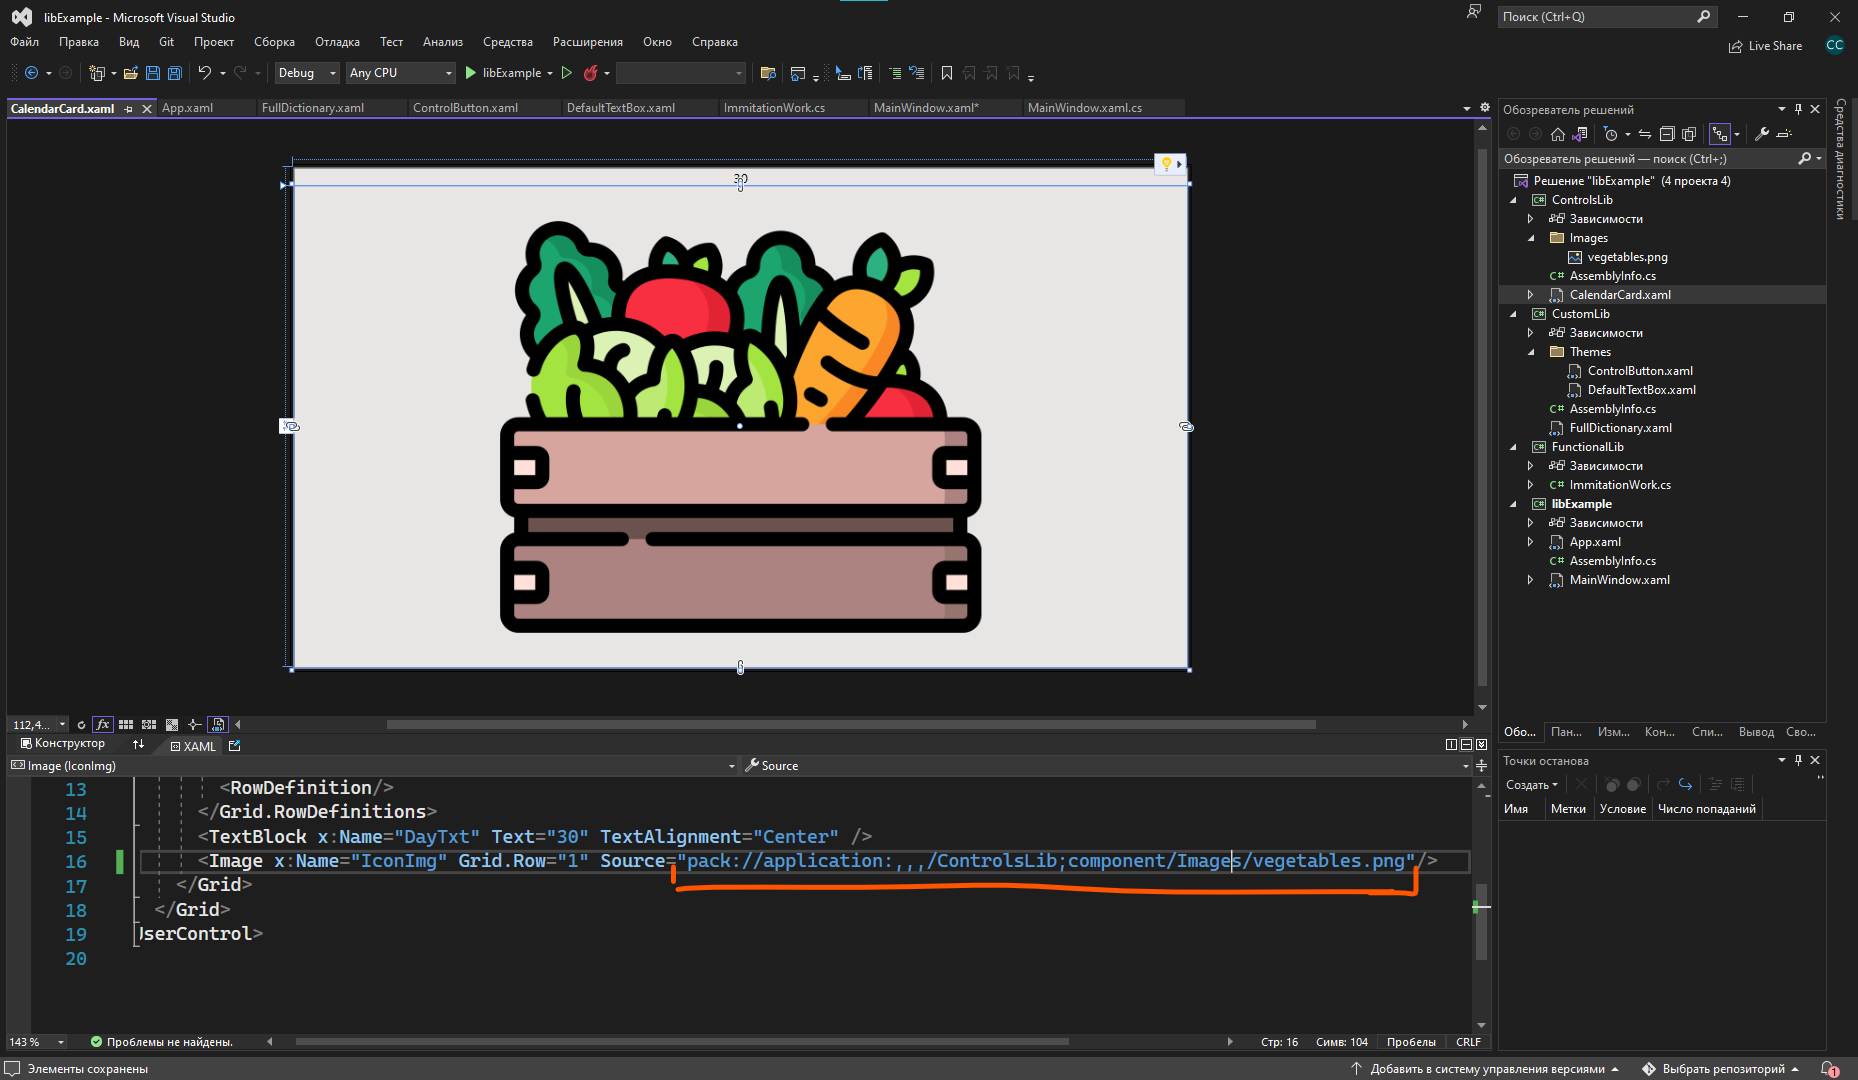 libExample - Microsoft Visual Studio
Поиск (Ctrl+Q)
Файл Правка Вид Git Проект Сборка Отладка Тест Анализ Средства Расширения Окно Справка
Live Share CC
Debug Any CPU libExample
CalendarCard.xaml App.xaml FullDictionary.xaml ControlButton.xaml DefaultTextBox.xaml ImmitationWork.cs MainWindow.xaml* MainWindow.xaml.cs
30
112,4...
Конструктор XAML
Image (IconImg) Source
13 <RowDefinition/>
14 </Grid.RowDefinitions>
15 <TextBlock x:Name="DayTxt" Text="30" TextAlignment="Center" />
16 <Image x:Name="IconImg" Grid.Row="1" Source="pack://application:,,,/ControlsLib;component/Images/vegetables.png"/>
17 </Grid>
18 </Grid>
19 UserControl>
20
143 % Проблемы не найдены. Стр: 16 Симв: 104 Пробелы CRLF
Обозреватель решений
Обозреватель решений — поиск (Ctrl+;)
Решение "libExample" (4 проекта 4)
ControlsLib
Зависимости
Images
vegetables.png
AssemblyInfo.cs
CalendarCard.xaml
CustomLib
Зависимости
Themes
ControlButton.xaml
DefaultTextBox.xaml
AssemblyInfo.cs
FullDictionary.xaml
FunctionalLib
Зависимости
ImmitationWork.cs
libExample
Зависимости
App.xaml
AssemblyInfo.cs
MainWindow.xaml
Обо... Пан... Изм... Кон... Спи... Вывод Сво...
Точки останова
Создать
Имя Метки Условие Число попаданий
Средства диагностики
Элементы сохранены Добавить в систему управления версиями Выбрать репозиторий 1